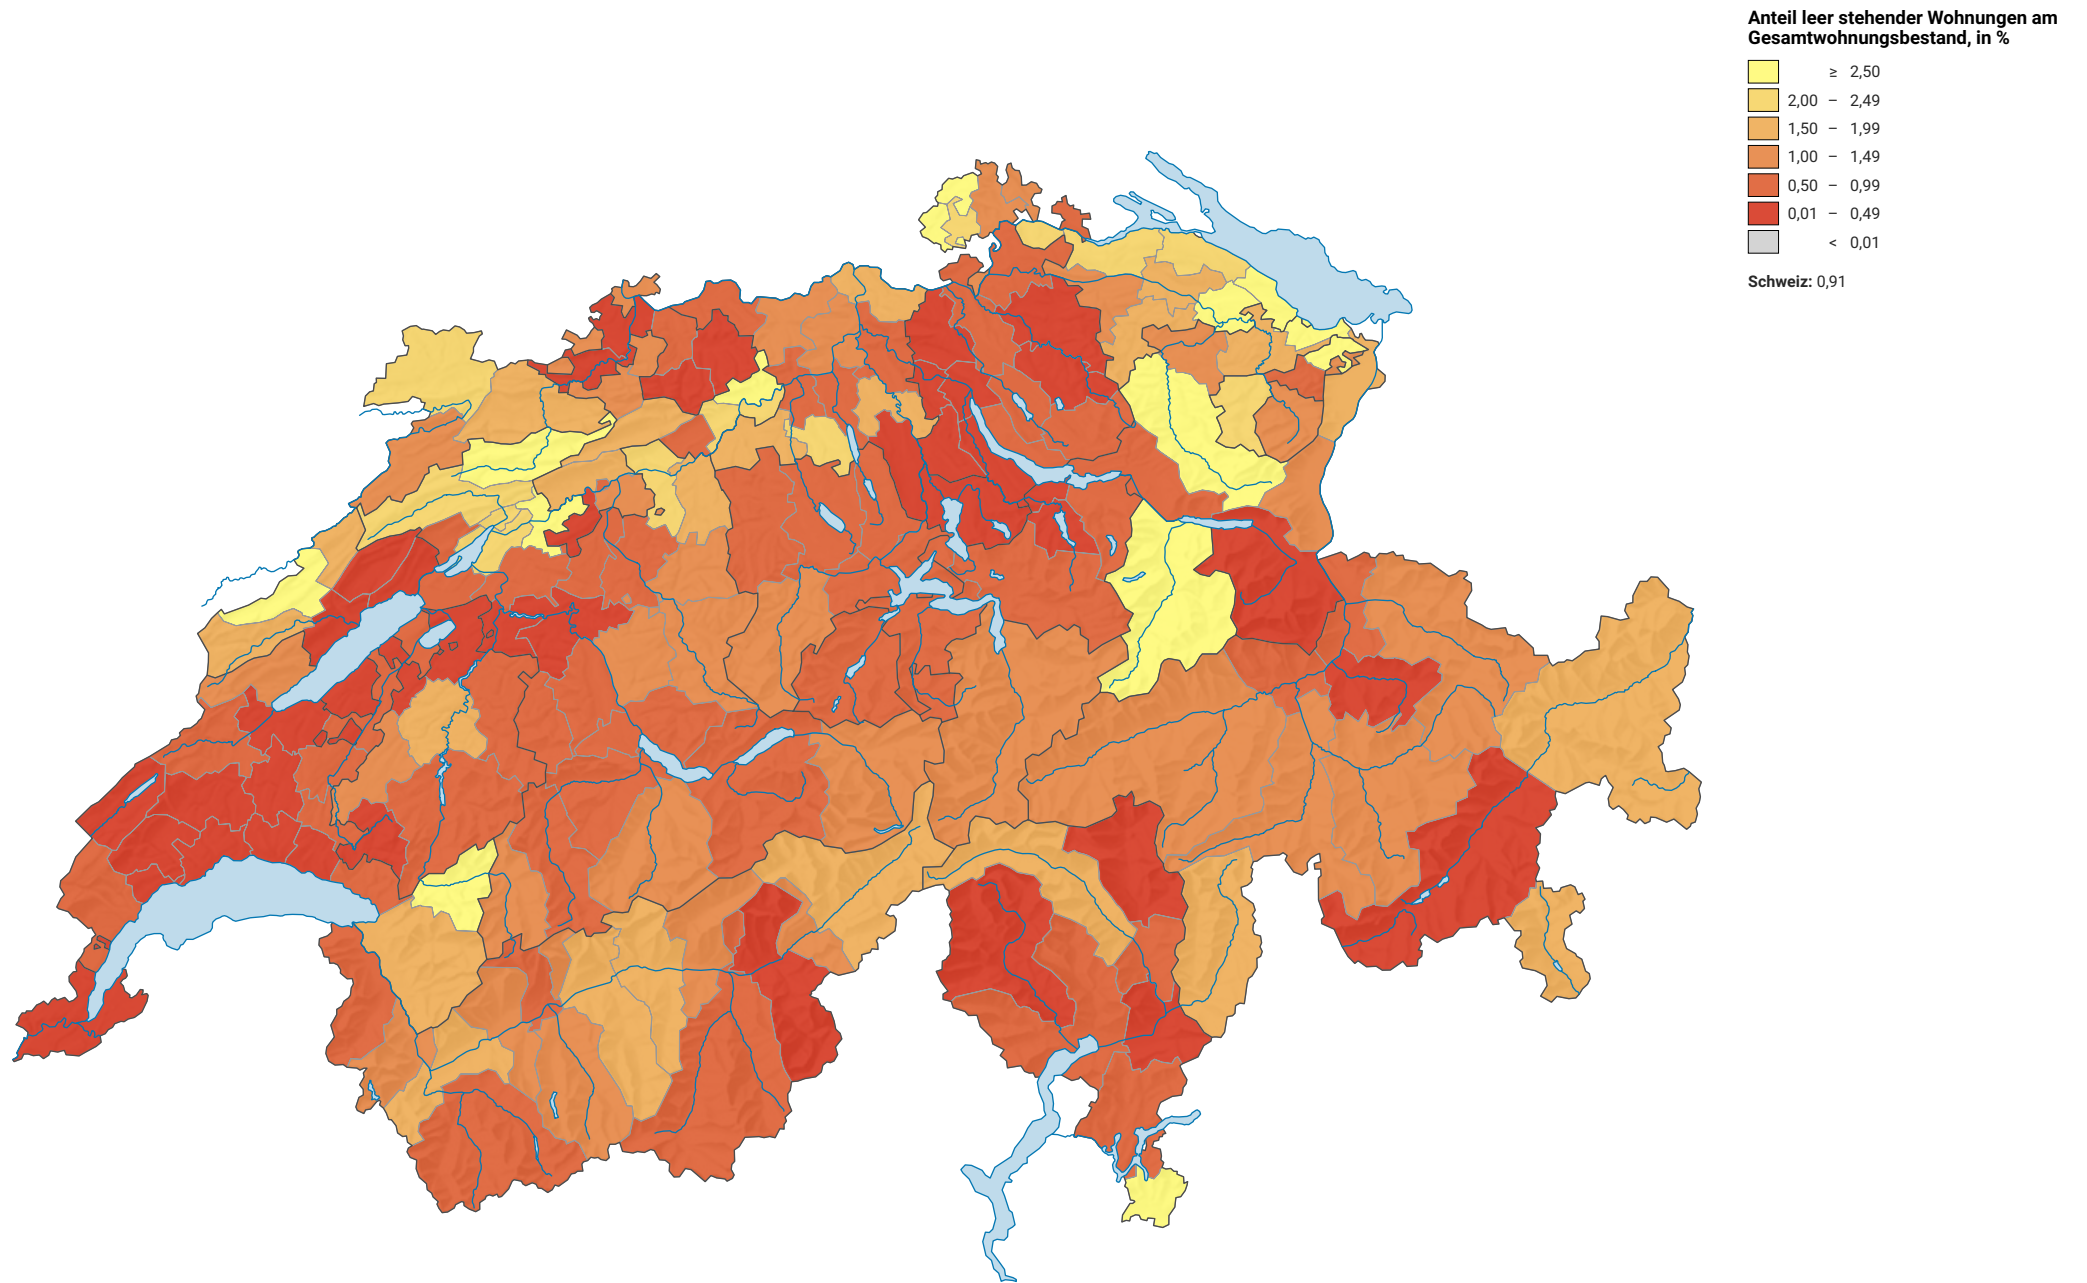 Anteil leer stehender Wohnungen am
Gesamtwohnungsbestand, in %
≥ 2,50
2,00 – 2,49
1,50 – 1,99
1,00 – 1,49
0,50 – 0,99
0,01 – 0,49
< 0,01
Schweiz: 0,91